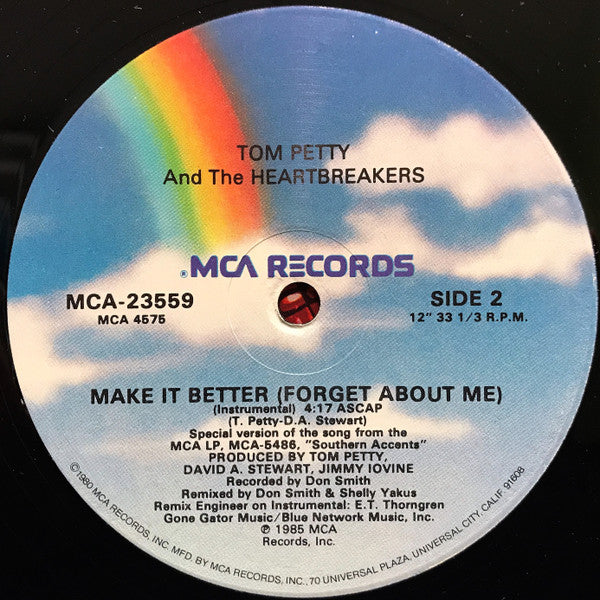 TOM PETTY
And The HEARTBREAKERS
® MCA RECORDS
MCA-23559
MCA 4575
SIDE 2
12" 33 1/3 R.P.M.
MAKE IT BETTER (FORGET ABOUT ME)
(Instrumental) 4:17 ASCAP
(T. Petty-D.A. Stewart)
Special version of the song from the
MCA LP, MCA-5486, "Southern Accents"
PRODUCED BY TOM PETTY,
DAVID A. STEWART, JIMMY IOVINE
Recorded by Don Smith
Remixed by Don Smith & Shelly Yakus
Remix Engineer on Instrumental: E.T. Thorngren
Gone Gator Music/Blue Network Music, Inc.
℗ 1985 MCA
Records, Inc.
©1980 MCA RECORDS, INC. MFD. BY MCA RECORDS, INC., 70 UNIVERSAL PLAZA, UNIVERSAL CITY, CALIF. 91608